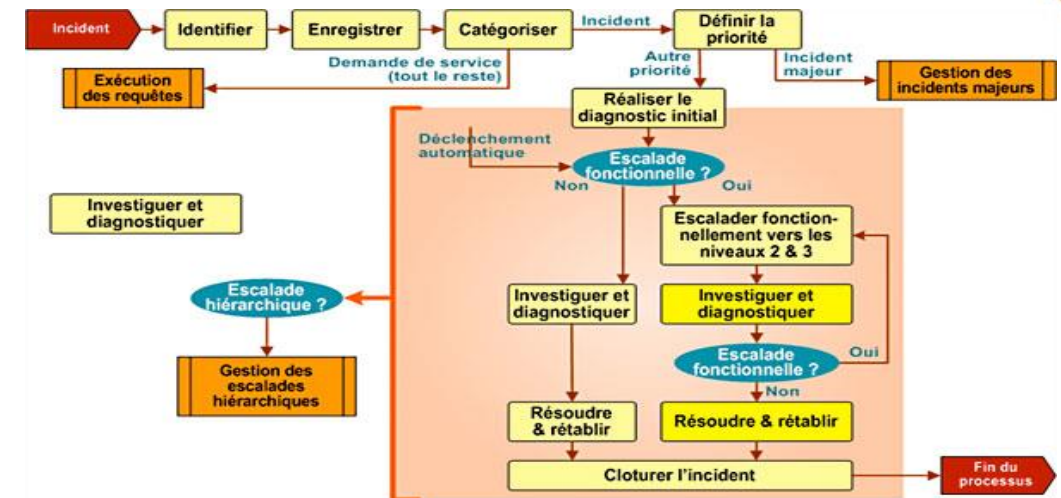 Incident
Identifier
Enregistrer
Catégoriser
Incident
Définir la
priorité
Demande de service
(tout le reste)
Autre
priorité
Incident
majeur
Exécution
des requêtes
Gestion des
incidents majeurs
Réaliser le
diagnostic initial
Déclenchement
automatique
Escalade
fonctionnelle ?
Non
Oui
Investiguer et
diagnostiquer
Escalader fonction-
nellement vers les
niveaux 2 & 3
Escalade
hiérarchique ?
Investiguer et
diagnostiquer
Investiguer et
diagnostiquer
Escalade
fonctionnelle ?
Oui
Non
Gestion des
escalades
hiérarchiques
Résoudre
& rétablir
Résoudre & rétablir
Cloturer l'incident
Fin du
processus